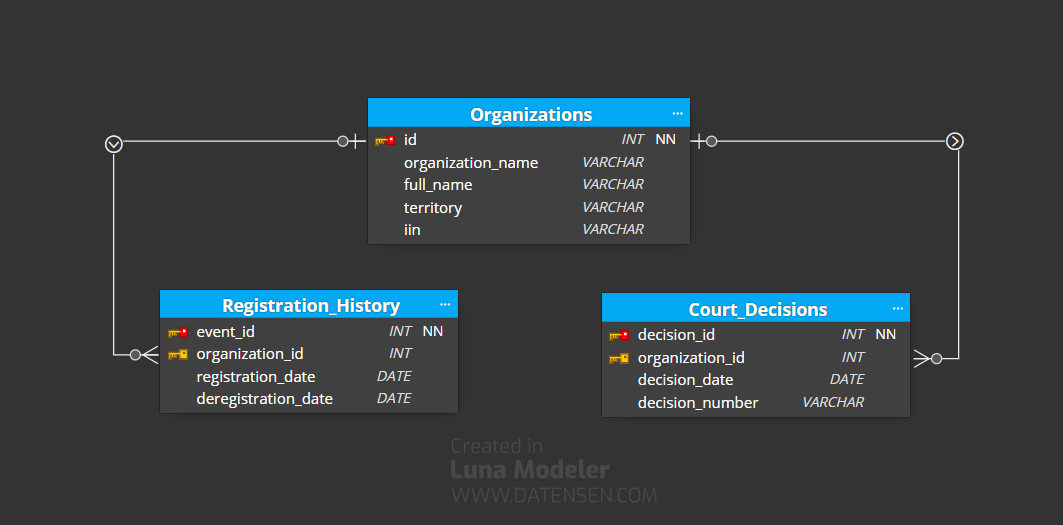 Organizations ...
id INT NN
organization_name VARCHAR
full_name VARCHAR
territory VARCHAR
iin VARCHAR
Registration_History ...
event_id INT NN
organization_id INT
registration_date DATE
deregistration_date DATE
Court_Decisions ...
decision_id INT NN
organization_id INT
decision_date DATE
decision_number VARCHAR
Created in
Luna Modeler
WWW.DATENSEN.COM